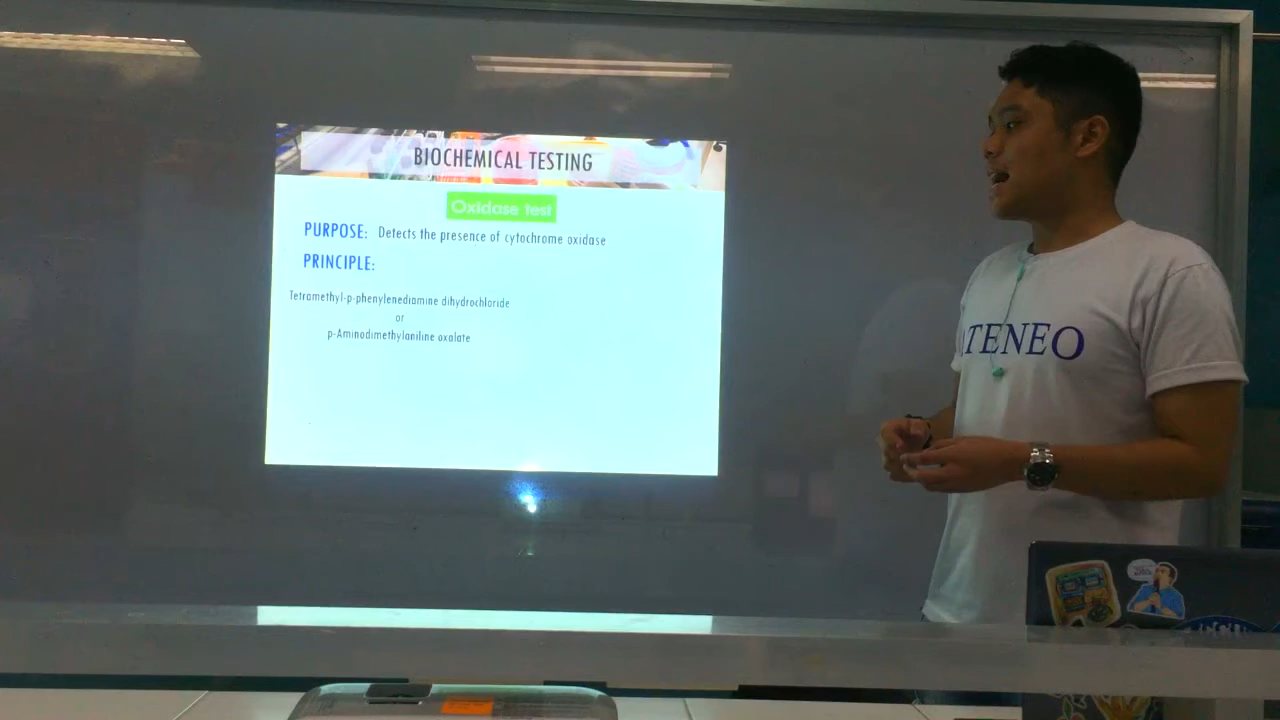 BIOCHEMICAL TESTING
Oxidase test
PURPOSE: Detects the presence of cytochrome oxidase
PRINCIPLE:
Tetramethyl-p-phenylenediamine dihydrochloride
or
p-Aminodimethylaniline oxalate
ATENEO